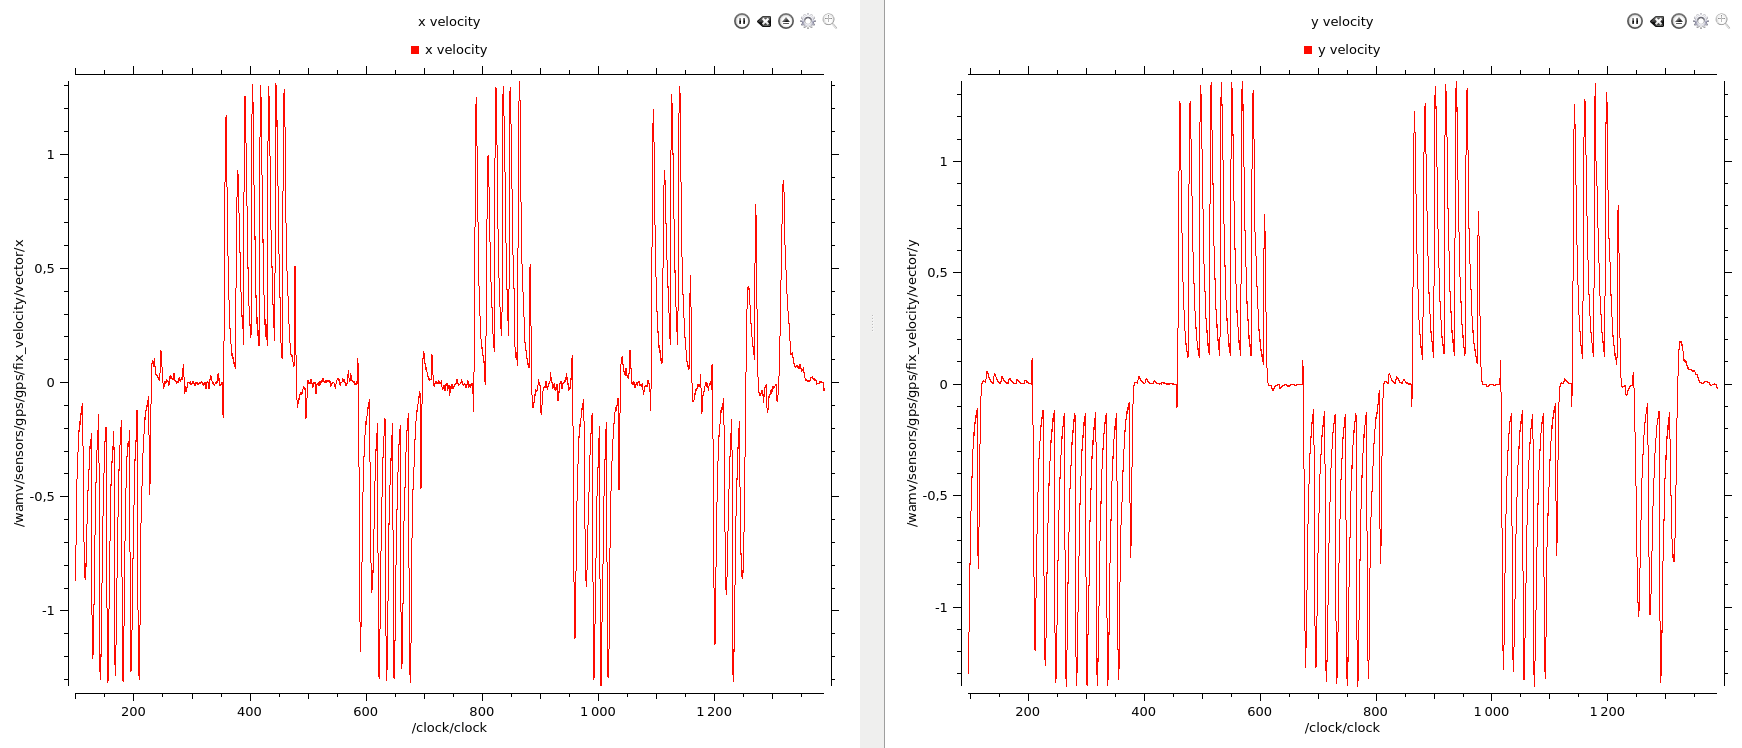 x velocity
x velocity
/wamv/sensors/gps/gps/fix_velocity/vector/x
1
0,5
0
-0,5
-1
200
400
600
800
1 000
1 200
/clock/clock
y velocity
y velocity
/wamv/sensors/gps/gps/fix_velocity/vector/y
1
0,5
0
-0,5
-1
200
400
600
800
1 000
1 200
/clock/clock